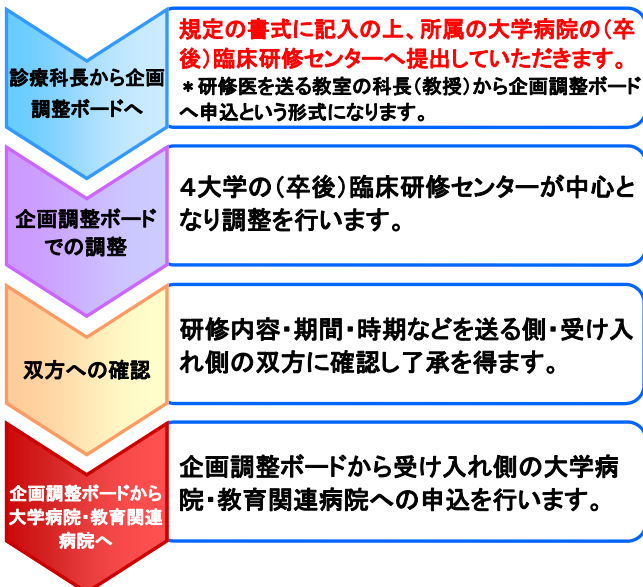 診療科長から企画
調整ボードへ
規定の書式に記入の上、所属の大学病院の(卒
後)臨床研修センターへ提出していただきます。
＊研修医を送る教室の科長(教授)から企画調整ボード
へ申込という形式になります。
企画調整ボード
での調整
4大学の(卒後)臨床研修センターが中心と
なり調整を行います。
双方への確認
研修内容・期間・時期などを送る側・受け入
れ側の双方に確認し了承を得ます。
企画調整ボードから
大学病院・教育関連
病院へ
企画調整ボードから受け入れ側の大学病
院・教育関連病院への申込を行います。